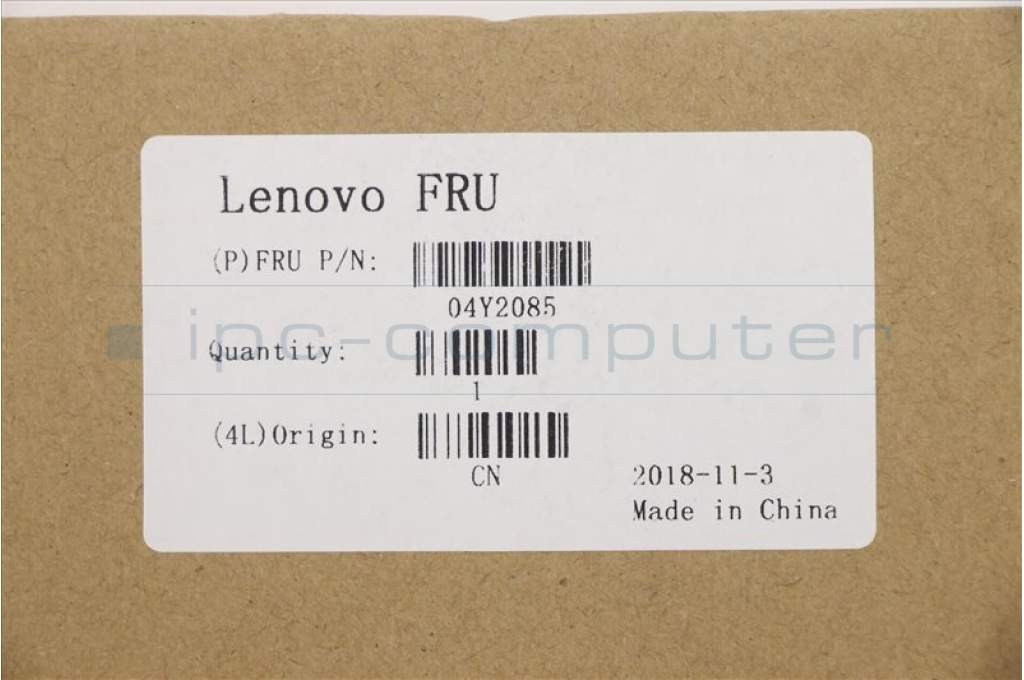 Lenovo FRU
(P)FRU P/N:
04Y2085
ipc-computer
Quantity:
1
(4L)Origin:
CN
2018-11-3
Made in China